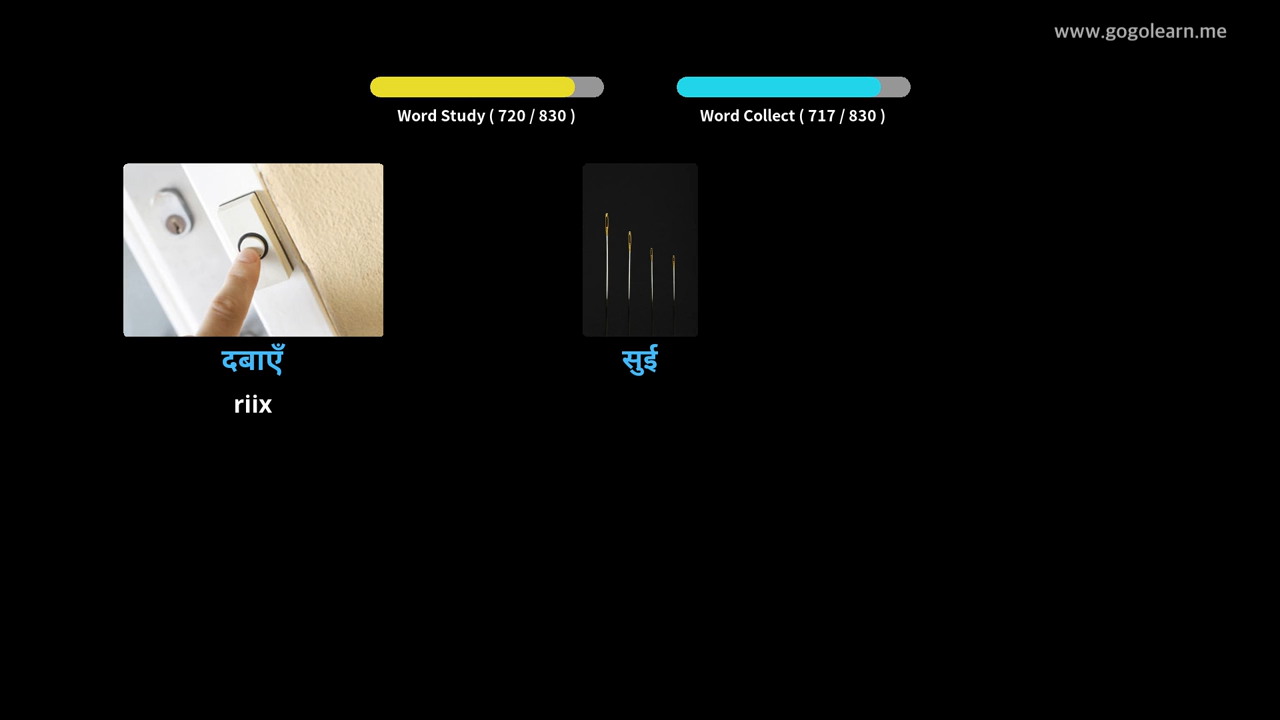 www.gogolearn.me
Word Study ( 720 / 830 )
Word Collect ( 717 / 830 )
दबाएँ
सुई
riix